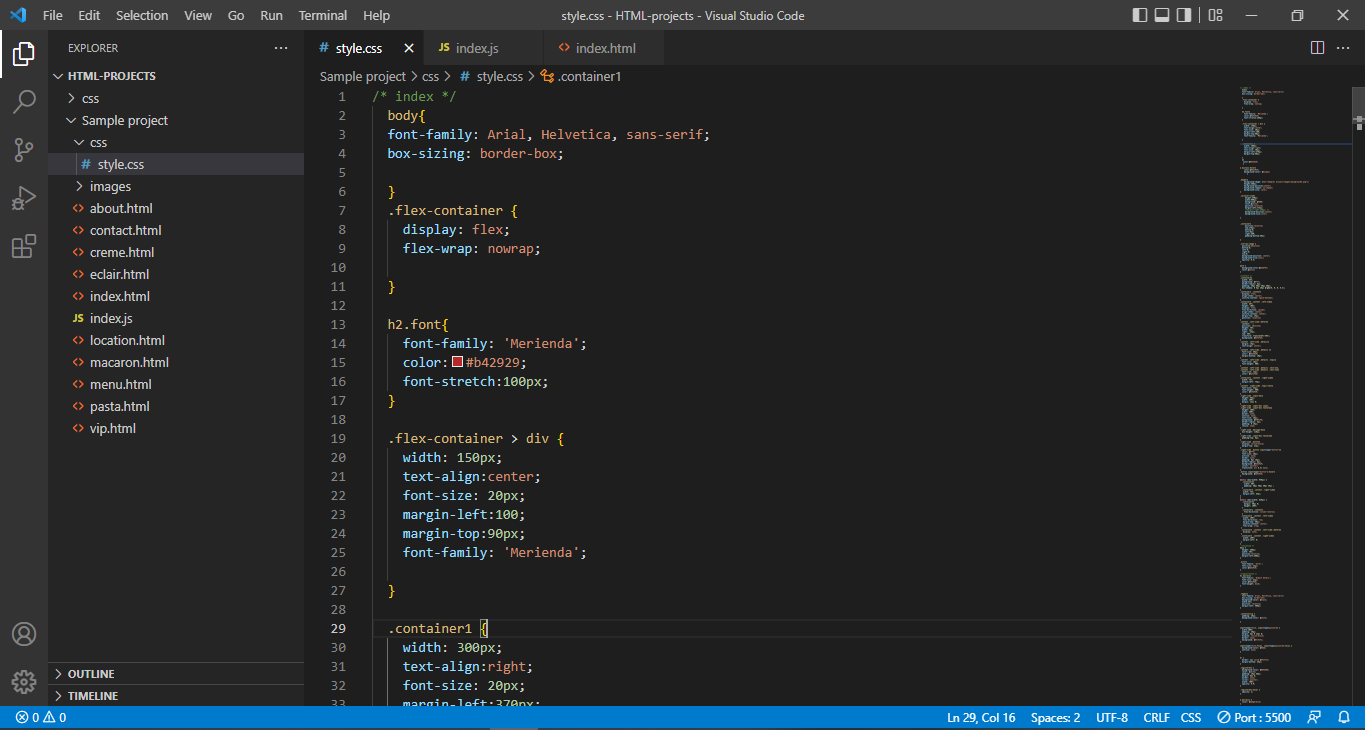 File Edit Selection View Go Run Terminal Help style.css - HTML-projects - Visual Studio Code
EXPLORER
HTML-PROJECTS
css
Sample project
css
# style.css
images
about.html
contact.html
creme.html
eclair.html
index.html
JS index.js
location.html
macaron.html
menu.html
pasta.html
vip.html
OUTLINE
TIMELINE
# style.css JS index.js index.html
Sample project > css > # style.css > .container1
1 /* index */
2 body{
3 font-family: Arial, Helvetica, sans-serif;
4 box-sizing: border-box;
5
6 }
7 .flex-container {
8 display: flex;
9 flex-wrap: nowrap;
10
11 }
12
13 h2.font{
14 font-family: 'Merienda';
15 color: #b42929;
16 font-stretch:100px;
17 }
18
19 .flex-container > div {
20 width: 150px;
21 text-align:center;
22 font-size: 20px;
23 margin-left:100;
24 margin-top:90px;
25 font-family: 'Merienda';
26
27 }
28
29 .container1 {
30 width: 300px;
31 text-align:right;
32 font-size: 20px;
33 margin-left:370px;
0 0 Ln 29, Col 16 Spaces: 2 UTF-8 CRLF CSS Port : 5500